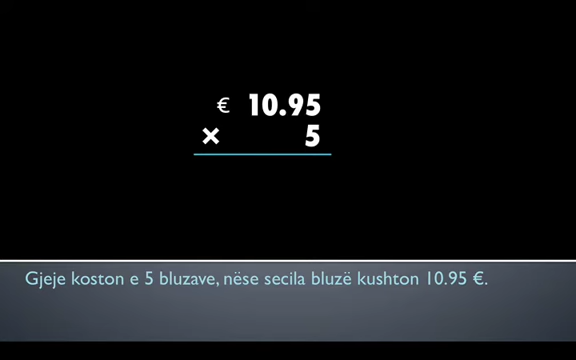 € 10.95
× 5
Gjeje koston e 5 bluzave, nëse secila bluzë kushton 10.95 €.